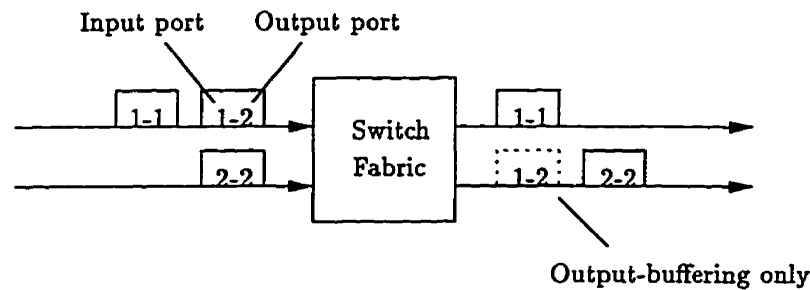 Input port
Output port
1-1
1-2
2-2
Switch
Fabric
1-1
1-2
2-2
Output-buffering only